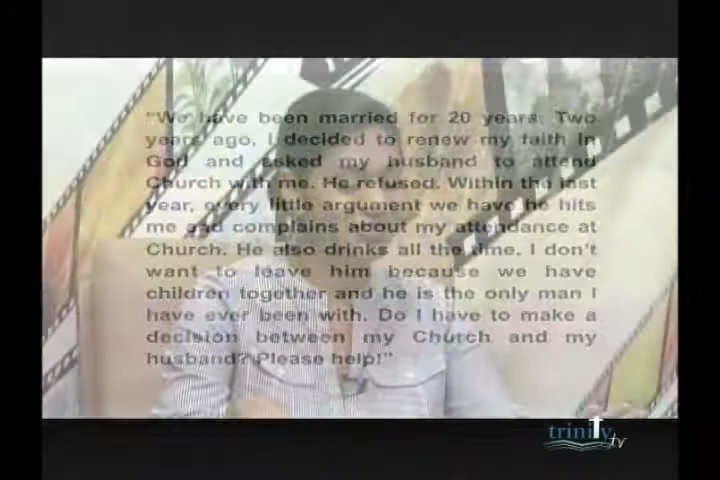 "We have been married for 20 years. Two
years ago, I decided to renew my faith in
God and asked my husband to attend
Church with me. He refused. Within the last
year, every little argument we have he hits
me and complains about my attendance at
Church. He also drinks all the time. I don't
want to leave him because we have
children together and he is the only man I
have ever been with. Do I have to make a
decision between my Church and my
husband? Please help!"
trinity
tv